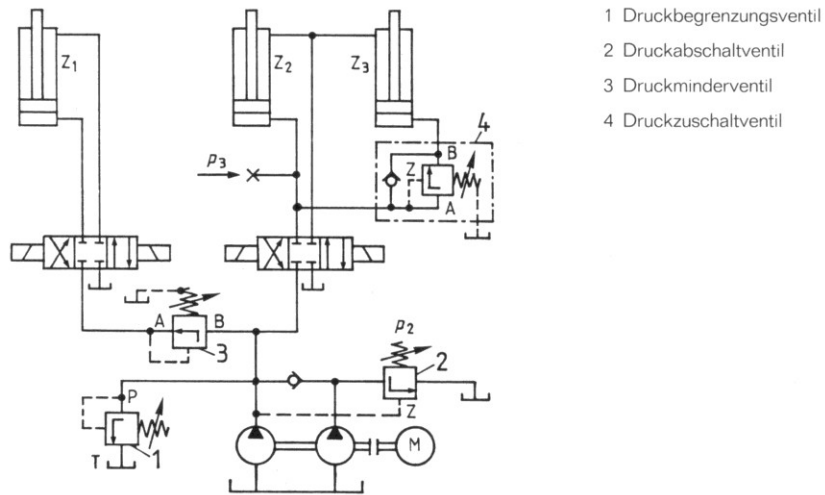 1 Druckbegrenzungsventil
2 Druckabschaltventil
3 Druckminderventil
4 Druckzuschaltventil
Z1
Z2
Z3
4
p3
B
Z
A
A
B
3
p2
2
Z
P
T
1
M